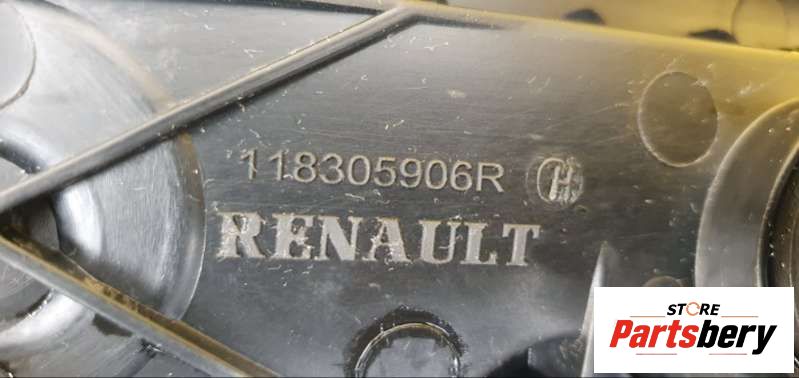 118305906R H
RENAULT
STORE
Partsbery